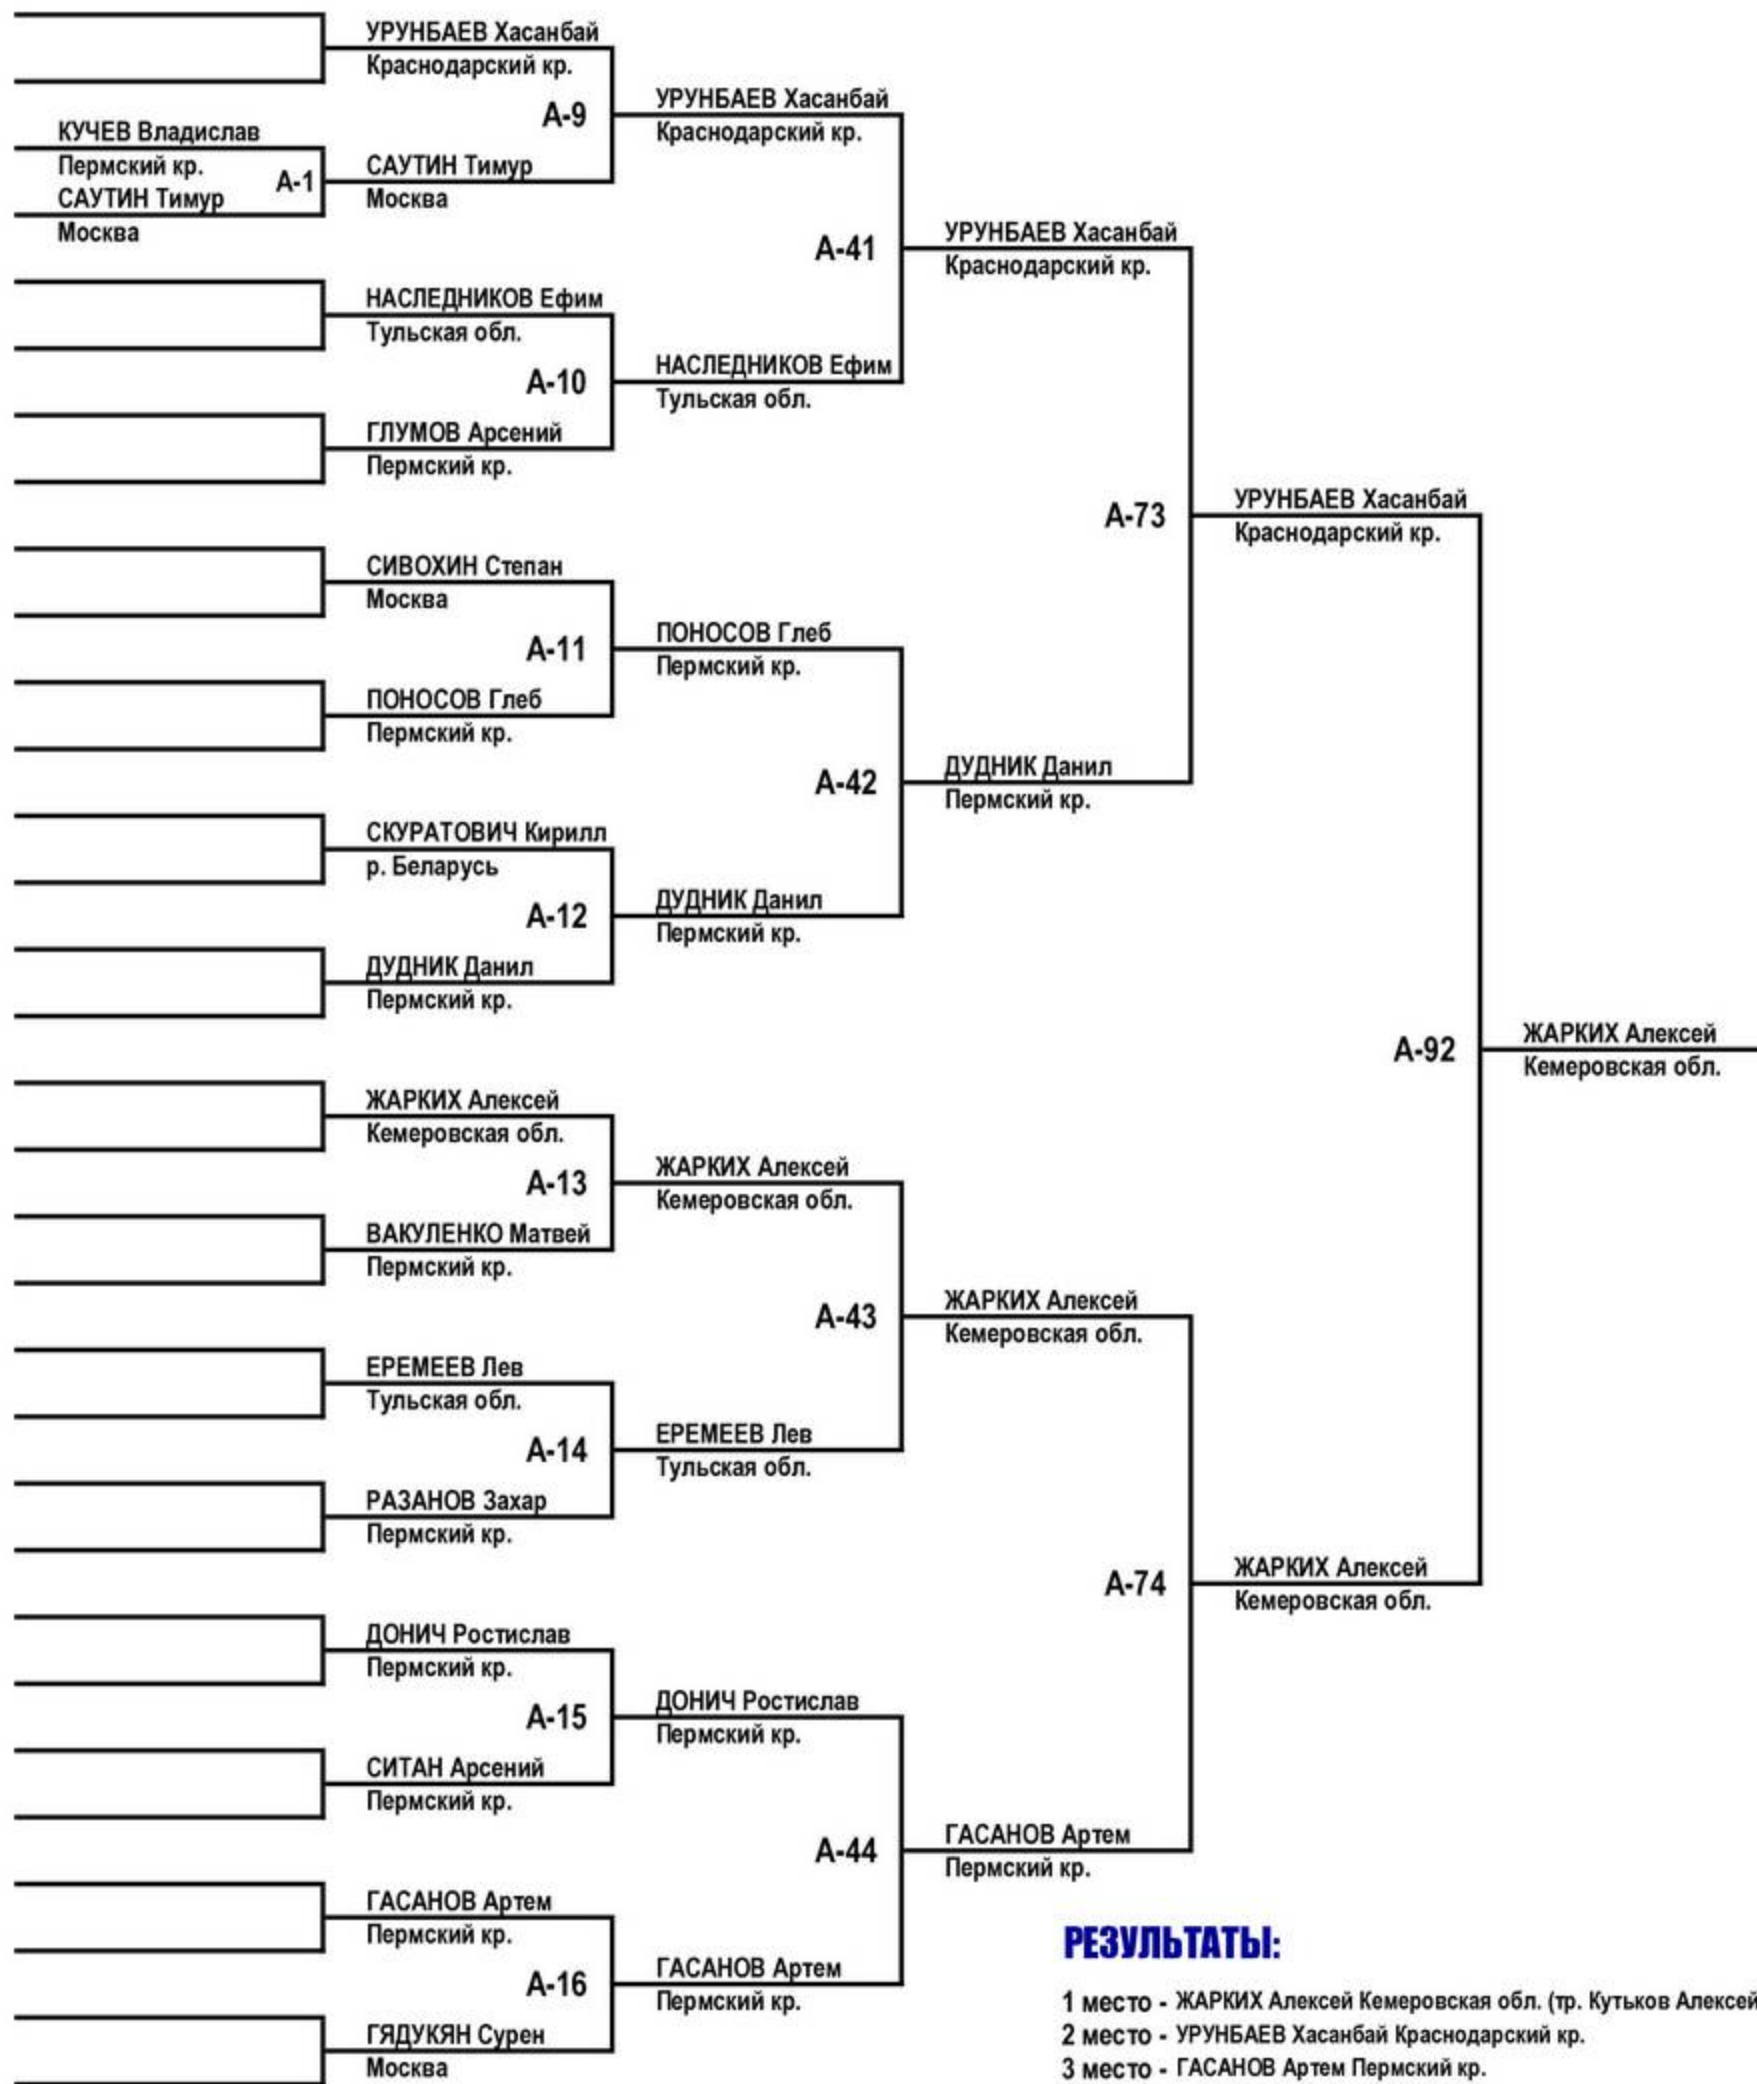 УРУНБАЕВ Хасанбай
Краснодарский кр.
А-9
УРУНБАЕВ Хасанбай
Краснодарский кр.
КУЧЕВ Владислав
Пермский кр.
САУТИН Тимур
Москва
А-1
САУТИН Тимур
Москва
А-41
УРУНБАЕВ Хасанбай
Краснодарский кр.
НАСЛЕДНИКОВ Ефим
Тульская обл.
А-10
НАСЛЕДНИКОВ Ефим
Тульская обл.
ГЛУМОВ Арсений
Пермский кр.
А-73
УРУНБАЕВ Хасанбай
Краснодарский кр.
СИВОХИН Степан
Москва
А-11
ПОНОСОВ Глеб
Пермский кр.
ПОНОСОВ Глеб
Пермский кр.
А-42
ДУДНИК Данил
Пермский кр.
СКУРАТОВИЧ Кирилл
р. Беларусь
А-12
ДУДНИК Данил
Пермский кр.
ДУДНИК Данил
Пермский кр.
А-92
ЖАРКИХ Алексей
Кемеровская обл.
ЖАРКИХ Алексей
Кемеровская обл.
А-13
ЖАРКИХ Алексей
Кемеровская обл.
ВАКУЛЕНКО Матвей
Пермский кр.
А-43
ЖАРКИХ Алексей
Кемеровская обл.
ЕРЕМЕЕВ Лев
Тульская обл.
А-14
ЕРЕМЕЕВ Лев
Тульская обл.
РАЗАНОВ Захар
Пермский кр.
А-74
ЖАРКИХ Алексей
Кемеровская обл.
ДОНИЧ Ростислав
Пермский кр.
А-15
ДОНИЧ Ростислав
Пермский кр.
СИТАН Арсений
Пермский кр.
А-44
ГАСАНОВ Артем
Пермский кр.
ГАСАНОВ Артем
Пермский кр.
А-16
ГАСАНОВ Артем
Пермский кр.
ГЯДУКЯН Сурен
Москва
РЕЗУЛЬТАТЫ:
1 место - ЖАРКИХ Алексей Кемеровская обл. (тр. Кутьков Алексей
2 место - УРУНБАЕВ Хасанбай Краснодарский кр.
3 место - ГАСАНОВ Артем Пермский кр.